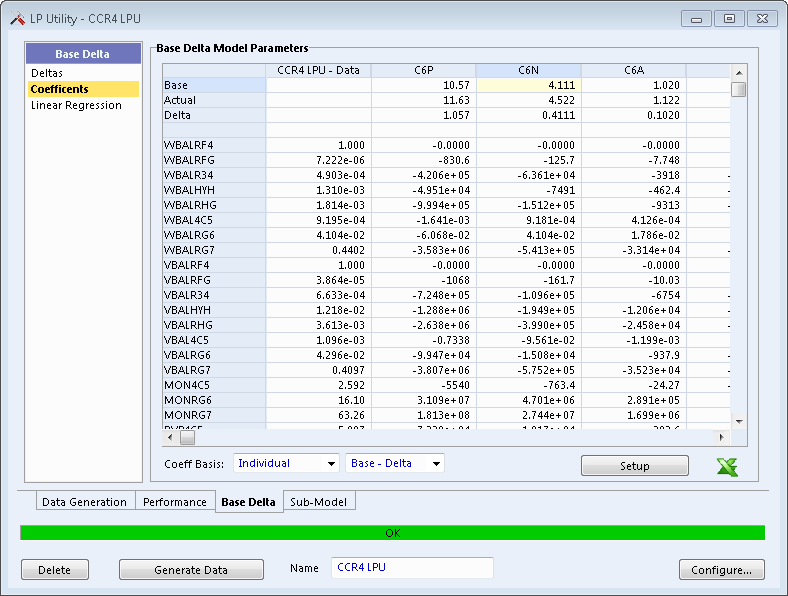 LP Utility - CCR4 LPU
Base Delta
Deltas
Coefficents
Linear Regression
Base Delta Model Parameters
CCR4 LPU - Data C6P C6N C6A
Base 10.57 4.111 1.020
Actual 11.63 4.522 1.122
Delta 1.057 0.4111 0.1020
WBALRF4 1.000 -0.0000 -0.0000 -0.0000
WBALRFG 7.222e-06 -830.6 -125.7 -7.748
WBALR34 4.903e-04 -4.206e+05 -6.361e+04 -3918
WBALHYH 1.310e-03 -4.951e+04 -7491 -462.4
WBALRHG 1.814e-03 -9.994e+05 -1.512e+05 -9313
WBAL4C5 9.195e-04 -1.641e-03 9.181e-04 4.126e-04
WBALRG6 4.104e-02 -6.068e-02 4.104e-02 1.786e-02
WBALRG7 0.4402 -3.583e+06 -5.413e+05 -3.314e+04
VBALRF4 1.000 -0.0000 -0.0000 -0.0000
VBALRFG 3.864e-05 -1068 -161.7 -10.03
VBALR34 6.633e-04 -7.248e+05 -1.096e+05 -6754
VBALHYH 1.218e-02 -1.288e+06 -1.949e+05 -1.206e+04
VBALRHG 3.613e-03 -2.638e+06 -3.990e+05 -2.458e+04
VBAL4C5 1.096e-03 -0.7338 -9.561e-02 -1.199e-03
VBALRG6 4.296e-02 -9.947e+04 -1.508e+04 -937.9
VBALRG7 0.4097 -3.807e+06 -5.752e+05 -3.523e+04
MON4C5 2.592 -5540 -763.4 -24.27
MONRG6 16.10 3.109e+07 4.701e+06 2.891e+05
MONRG7 63.26 1.813e+08 2.744e+07 1.699e+06
Coeff Basis: Individual Base - Delta Setup
Data Generation Performance Base Delta Sub-Model
OK
Delete Generate Data Name CCR4 LPU Configure...